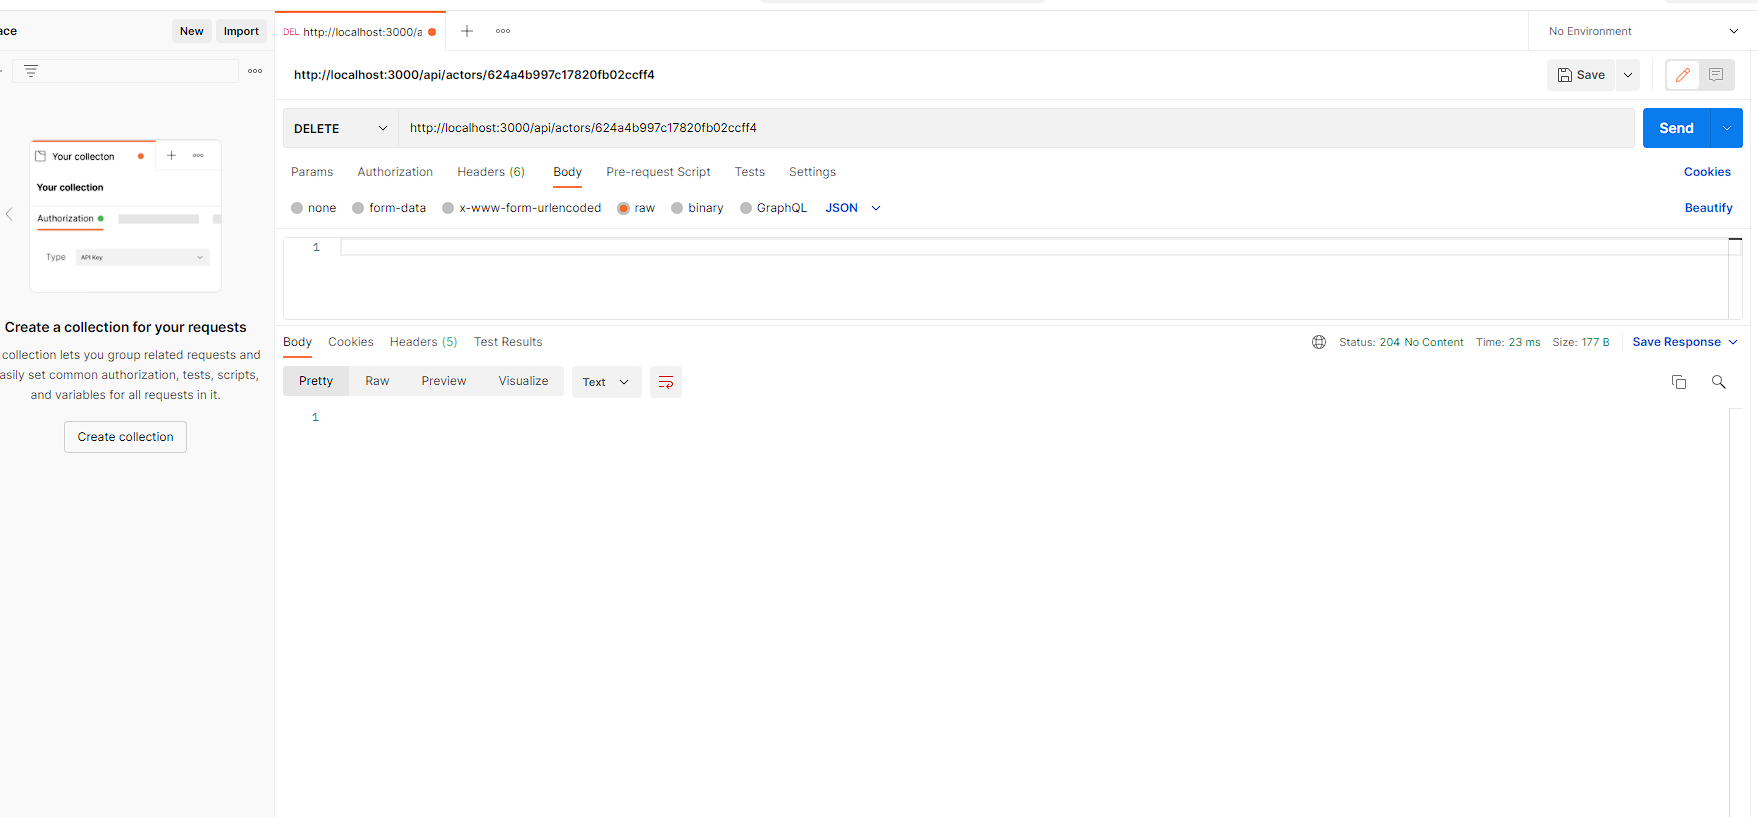 ace
New Import
DEL http://localhost:3000/a
No Environment
http://localhost:3000/api/actors/624a4b997c17820fb02ccff4
Save
DELETE
http://localhost:3000/api/actors/624a4b997c17820fb02ccff4
Send
Params Authorization Headers (6) Body Pre-request Script Tests Settings
Cookies
none form-data x-www-form-urlencoded raw binary GraphQL JSON
Beautify
1
Your collecton
Your collection
Authorization
Type API Key
Create a collection for your requests
collection lets you group related requests and
asily set common authorization, tests, scripts,
and variables for all requests in it.
Create collection
Body Cookies Headers (5) Test Results
Status: 204 No Content Time: 23 ms Size: 177 B Save Response
Pretty Raw Preview Visualize Text
1